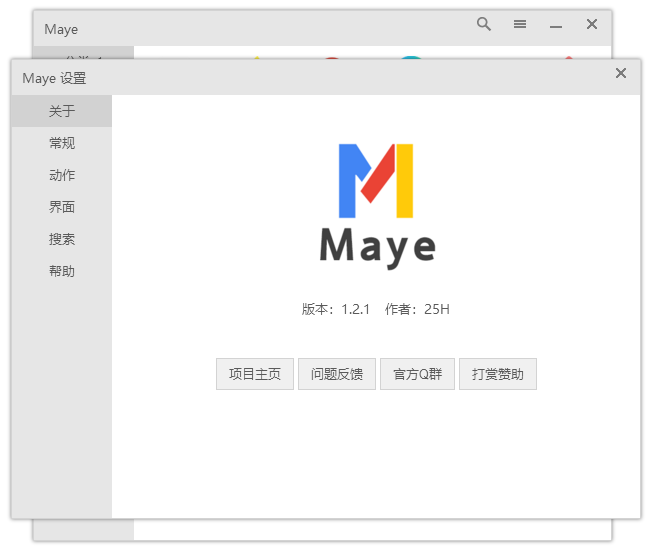 Maye
Maye 设置
关于
常规
动作
界面
搜索
帮助
Maye
版本：1.2.1 作者：25H
项目主页 问题反馈 官方Q群 打赏赞助